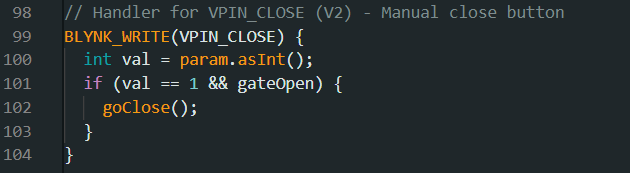 98 // Handler for VPIN_CLOSE (V2) - Manual close button
99 BLYNK_WRITE(VPIN_CLOSE) {
100 int val = param.asInt();
101 if (val == 1 && gateOpen) {
102 goClose();
103 }
104 }